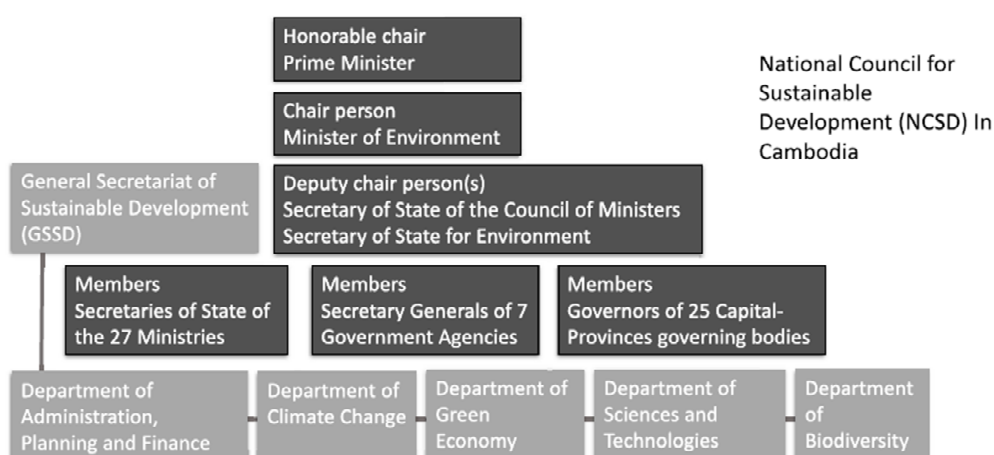 Honorable chair
Prime Minister
National Council for
Sustainable
Development (NCSD) In
Cambodia
Chair person
Minister of Environment
General Secretariat of
Sustainable Development
(GSSD)
Deputy chair person(s)
Secretary of State of the Council of Ministers
Secretary of State for Environment
Members
Secretaries of State of
the 27 Ministries
Members
Secretary Generals of 7
Government Agencies
Members
Governors of 25 Capital-
Provinces governing bodies
Department of
Administration,
Planning and Finance
Department of
Climate Change
Department of
Green
Economy
Department of
Sciences and
Technologies
Department
of
Biodiversity